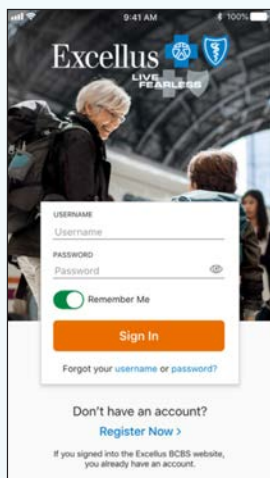 9:41 AM
100%
Excellus
LIVE
FEARLESS
USERNAME
Username
PASSWORD
Password
Remember Me
Sign In
Forgot your username or password?
Don't have an account?
Register Now >
If you signed into the Excellus BCBS website,
you already have an account.